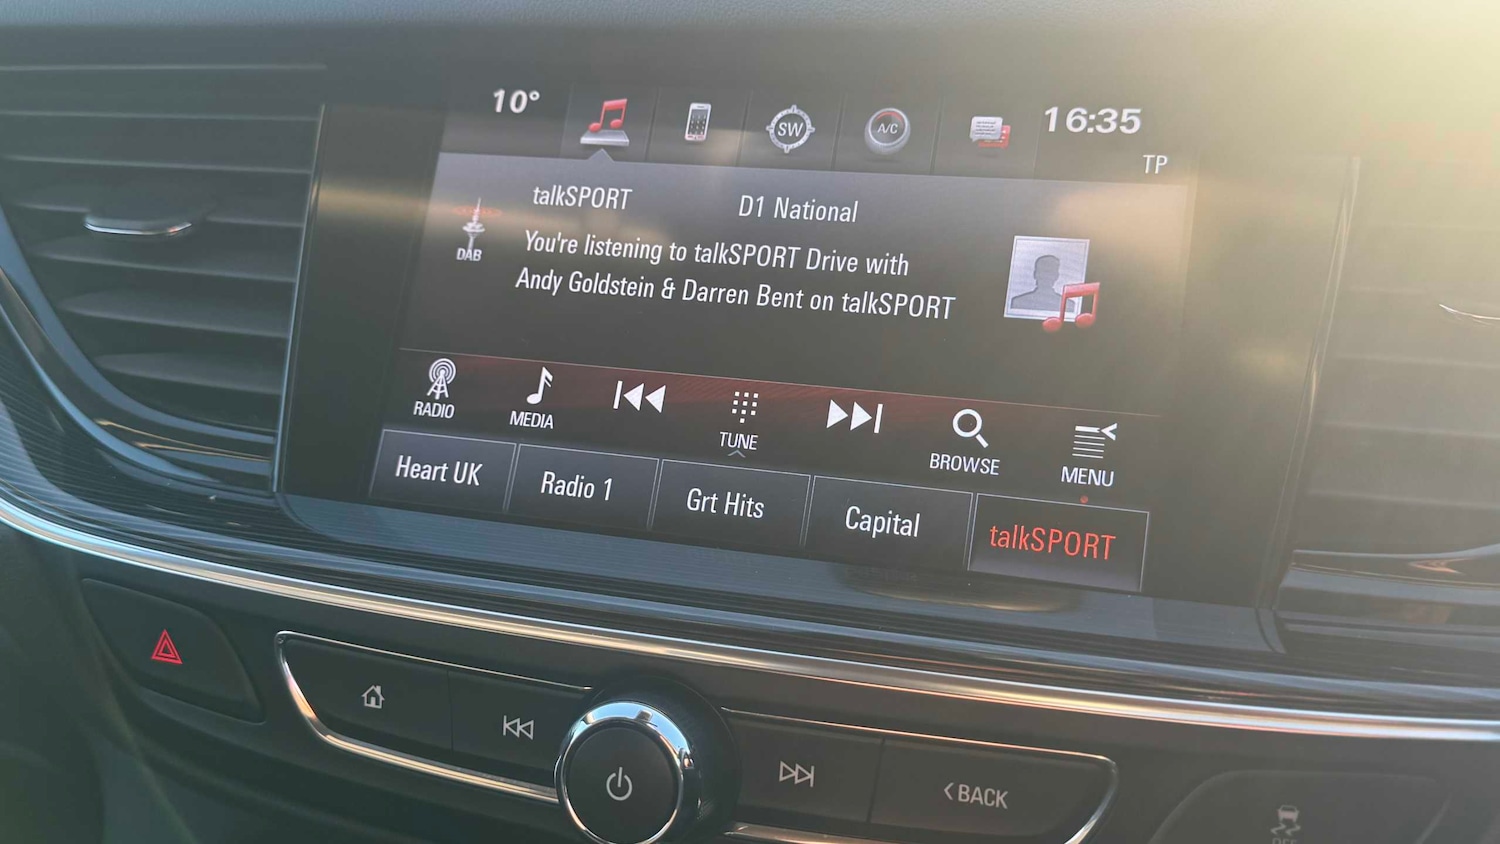 10°
SW
A/C
16:35
TP
talkSPORT
D1 National
DAB
You're listening to talkSPORT Drive with
Andy Goldstein & Darren Bent on talkSPORT
RADIO
MEDIA
TUNE
BROWSE
MENU
Heart UK
Radio 1
Grt Hits
Capital
talkSPORT
BACK
OFF